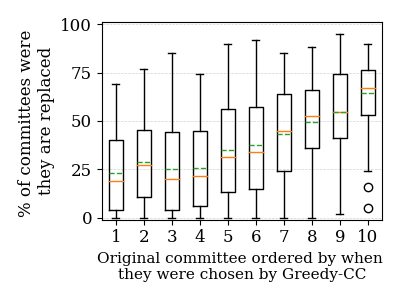 % of committees were
they are replaced
100
75
50
25
0
1 2 3 4 5 6 7 8 9 10
Original committee ordered by when
they were chosen by Greedy-CC